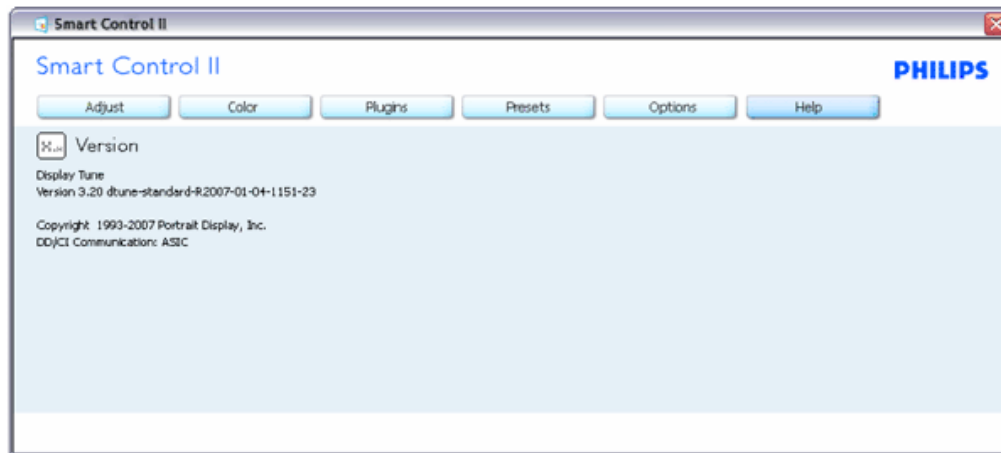 Smart Control II
Smart Control II
PHILIPS
Adjust Color Plugins Presets Options Help
Version
Display Tune
Version 3.20 dtune-standard-R2007-01-04-1151-23
Copyright 1993-2007 Portrait Display, Inc.
DD/CI Communication: ASIC